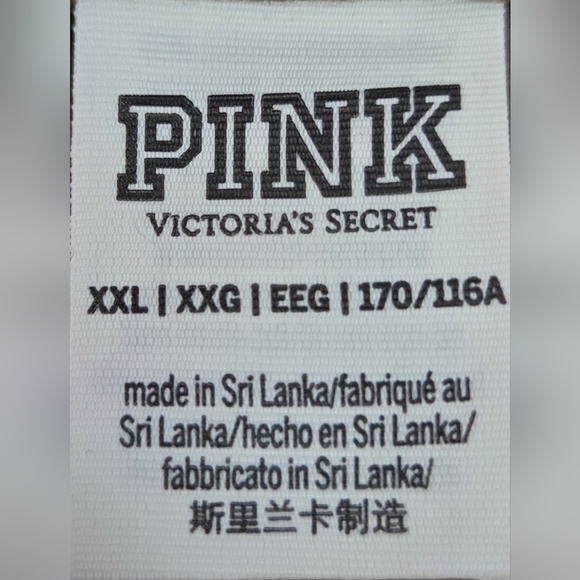 PINK
VICTORIA'S SECRET
XXL | XXG | EEG | 170/116A
made in Sri Lanka/fabriqué au
Sri Lanka/hecho en Sri Lanka/
fabbricato in Sri Lanka/
斯里兰卡制造